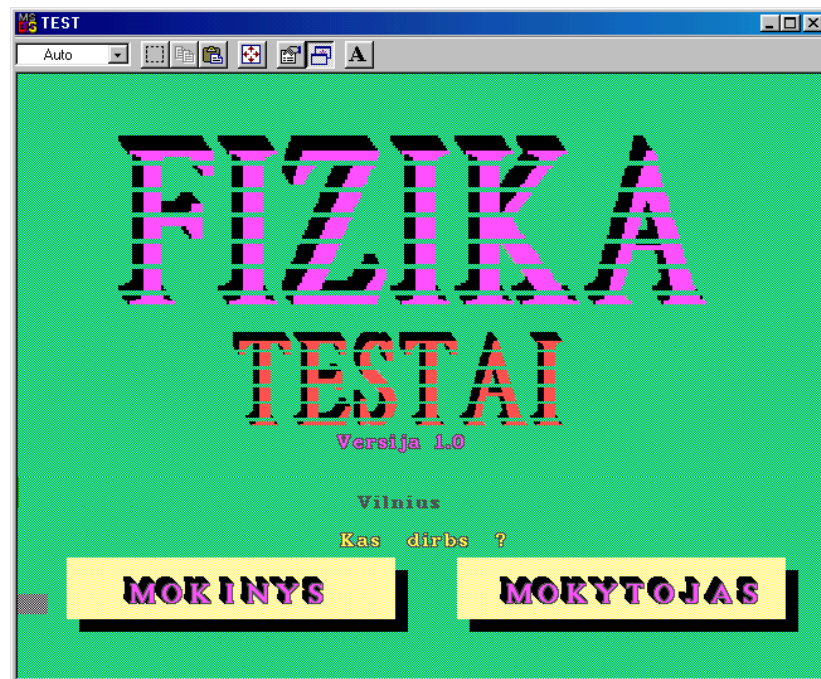 TEST
Auto A
FIZIKA
TESTAI
Versija 1.0
Vilnius
Kas dirbs ?
MOKINYS MOKYTOJAS